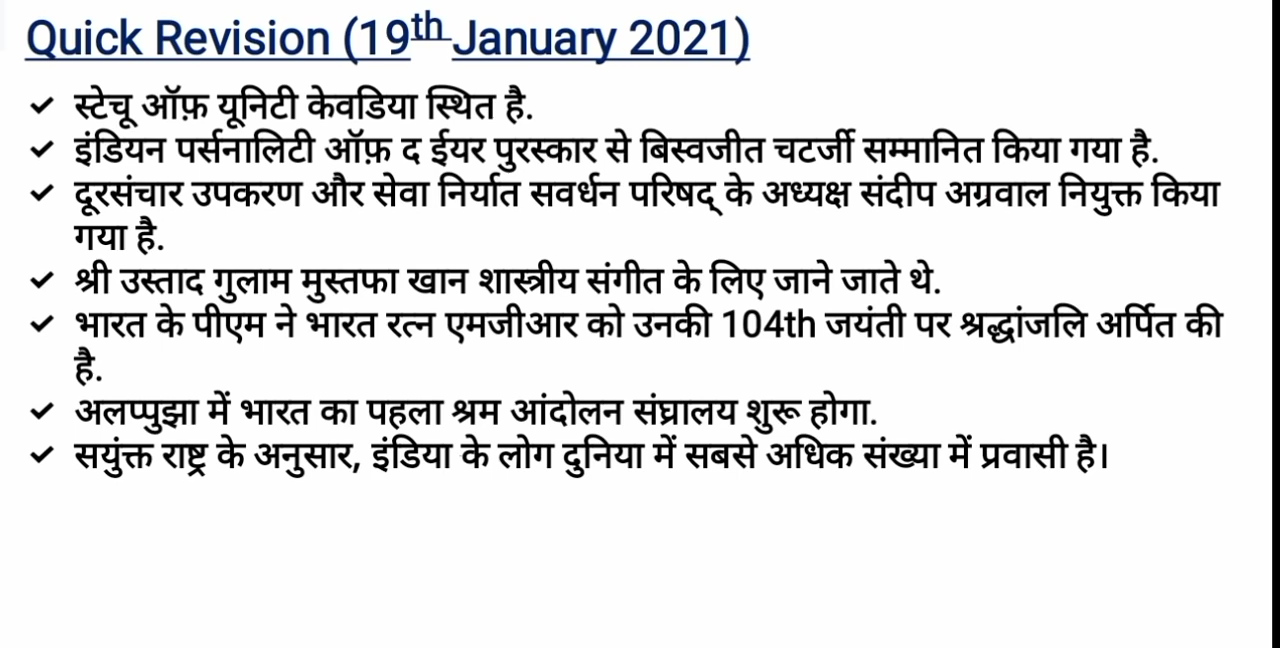 Quick Revision (19th January 2021)
✓ स्टेचू ऑफ़ यूनिटी केवडिया स्थित है.
✓ इंडियन पर्सनालिटी ऑफ़ द ईयर पुरस्कार से बिस्वजीत चटर्जी सम्मानित किया गया है.
✓ दूरसंचार उपकरण और सेवा निर्यात सवर्धन परिषद् के अध्यक्ष संदीप अग्रवाल नियुक्त किया
गया है.
✓ श्री उस्ताद गुलाम मुस्तफा खान शास्त्रीय संगीत के लिए जाने जाते थे.
✓ भारत के पीएम ने भारत रत्न एमजीआर को उनकी 104th जयंती पर श्रद्धांजलि अर्पित की
है.
✓ अलप्पुझा में भारत का पहला श्रम आंदोलन संघ्रालय शुरू होगा.
✓ सयुंक्त राष्ट्र के अनुसार, इंडिया के लोग दुनिया में सबसे अधिक संख्या में प्रवासी है।